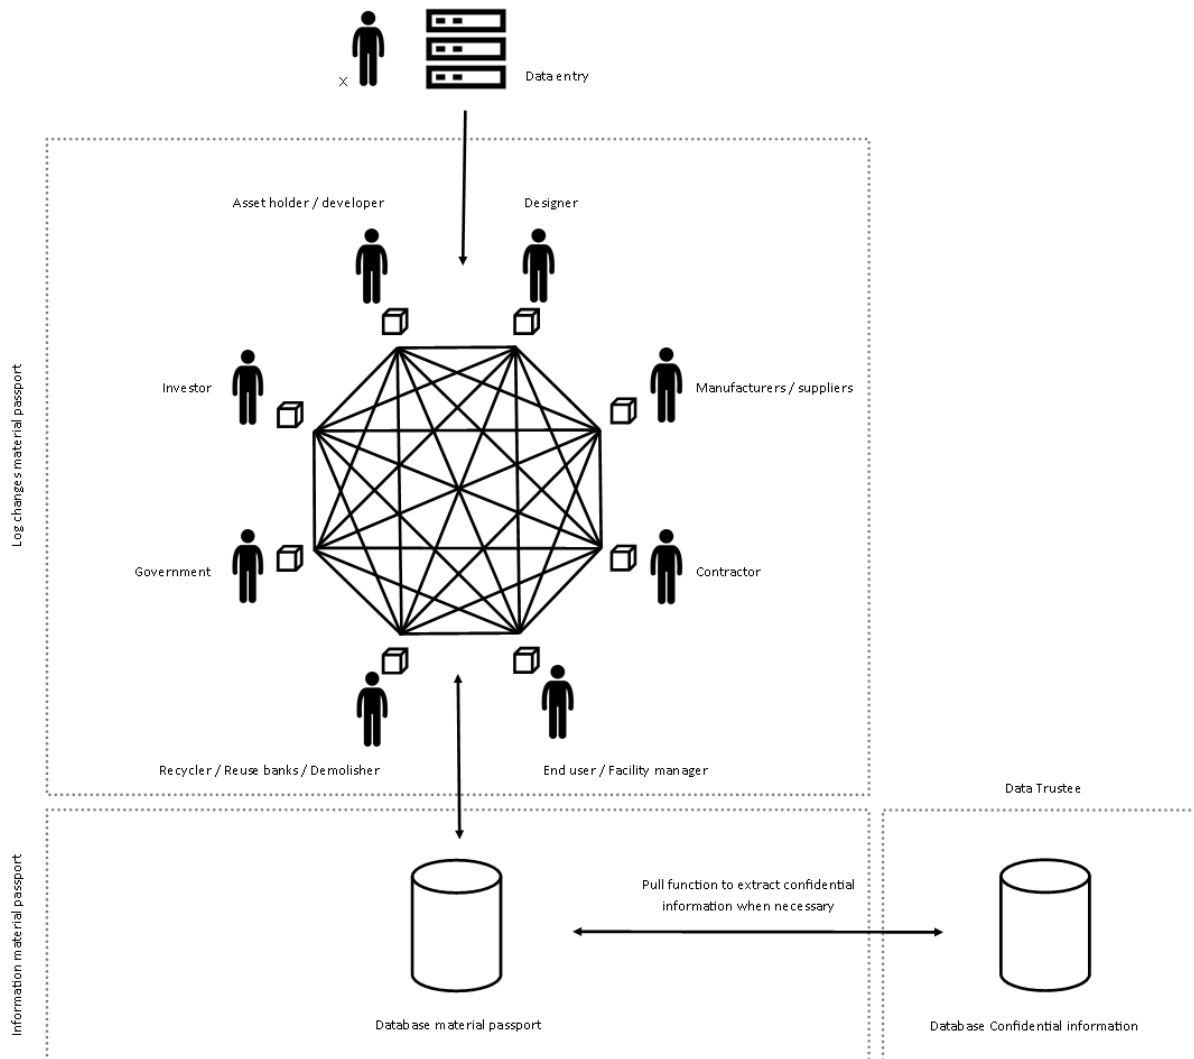 X
Data entry
Asset holder / developer
Designer
Investor
Manufacturers / suppliers
Government
Contractor
Log changes material passport
Recycler / Reuse banks / Demolisher
End user / Facility manager
Data Trustee
Pull function to extract confidential
information when necessary
Information material passport
Database material passport
Database Confidential information